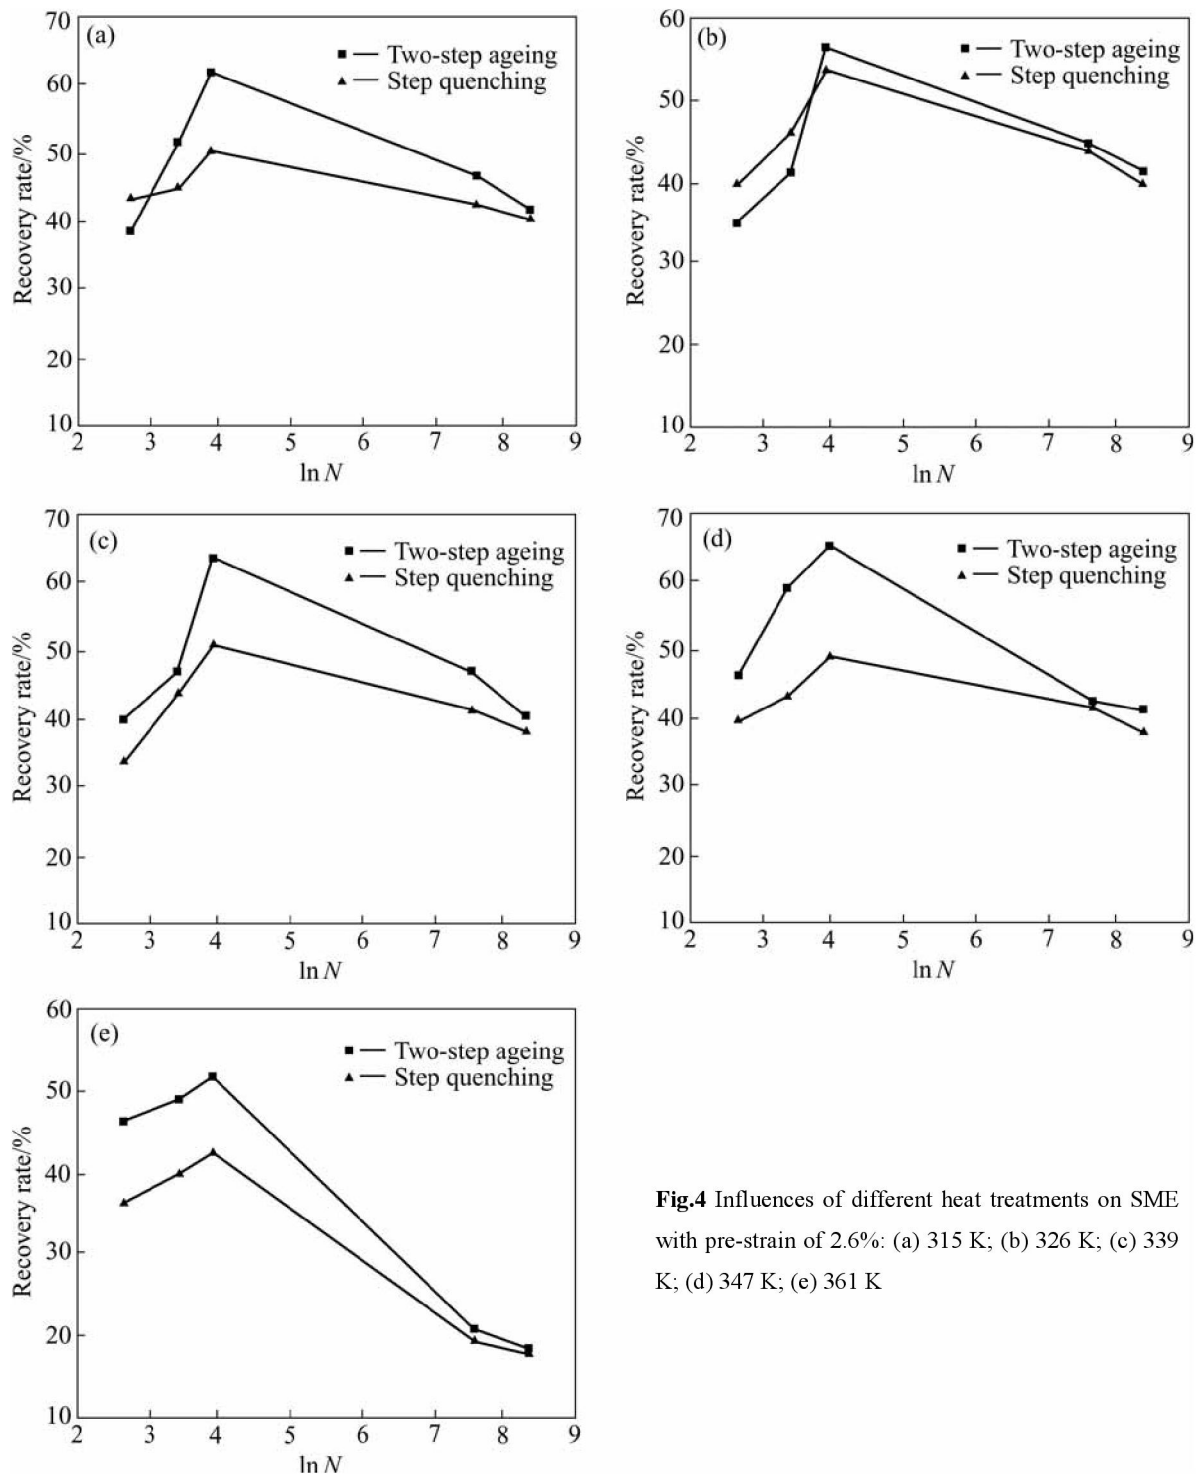 (a)
Two-step ageing
Step quenching
Recovery rate/%
70
60
50
40
30
20
10
2 3 4 5 6 7 8 9
ln N
(b)
Two-step ageing
Step quenching
Recovery rate/%
60
50
40
30
20
10
2 3 4 5 6 7 8 9
ln N
(c)
Two-step ageing
Step quenching
Recovery rate/%
70
60
50
40
30
20
10
2 3 4 5 6 7 8 9
ln N
(d)
Two-step ageing
Step quenching
Recovery rate/%
70
60
50
40
30
20
10
2 3 4 5 6 7 8 9
ln N
(e)
Two-step ageing
Step quenching
Recovery rate/%
60
50
40
30
20
10
2 3 4 5 6 7 8 9
ln N
Fig.4 Influences of different heat treatments on SME
with pre-strain of 2.6%: (a) 315 K; (b) 326 K; (c) 339
K; (d) 347 K; (e) 361 K